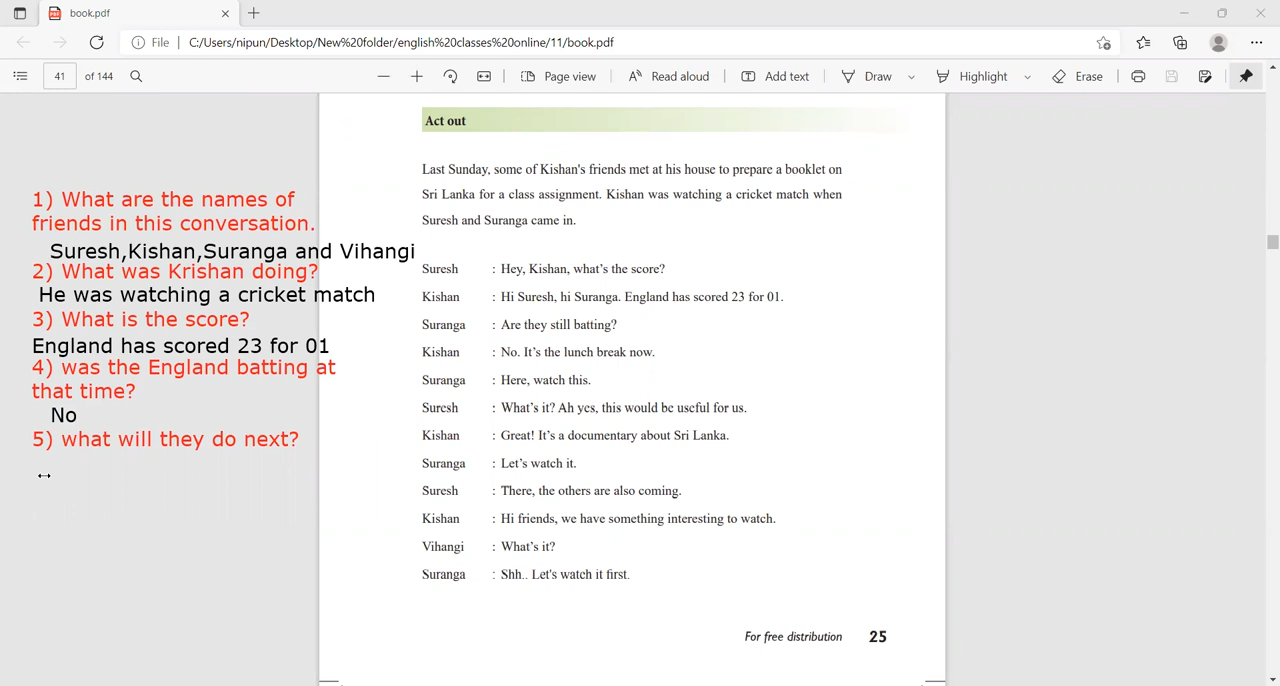 book.pdf
File C:/Users/nipun/Desktop/New%20folder/english%20classes%20online/11/book.pdf
41 of 144 Page view Read aloud Add text Draw Highlight Erase
Act out
Last Sunday, some of Kishan's friends met at his house to prepare a booklet on
Sri Lanka for a class assignment. Kishan was watching a cricket match when
Suresh and Suranga came in.
1) What are the names of
friends in this conversation.
Suresh,Kishan,Suranga and Vihangi
2) What was Krishan doing?
He was watching a cricket match
3) What is the score?
England has scored 23 for 01
4) was the England batting at
that time?
No
5) what will they do next?
Suresh : Hey, Kishan, what's the score?
Kishan : Hi Suresh, hi Suranga. England has scored 23 for 01.
Suranga : Are they still batting?
Kishan : No. It's the lunch break now.
Suranga : Here, watch this.
Suresh : What's it? Ah yes, this would be useful for us.
Kishan : Great! It's a documentary about Sri Lanka.
Suranga : Let's watch it.
Suresh : There, the others are also coming.
Kishan : Hi friends, we have something interesting to watch.
Vihangi : What's it?
Suranga : Shh.. Let's watch it first.
For free distribution 25